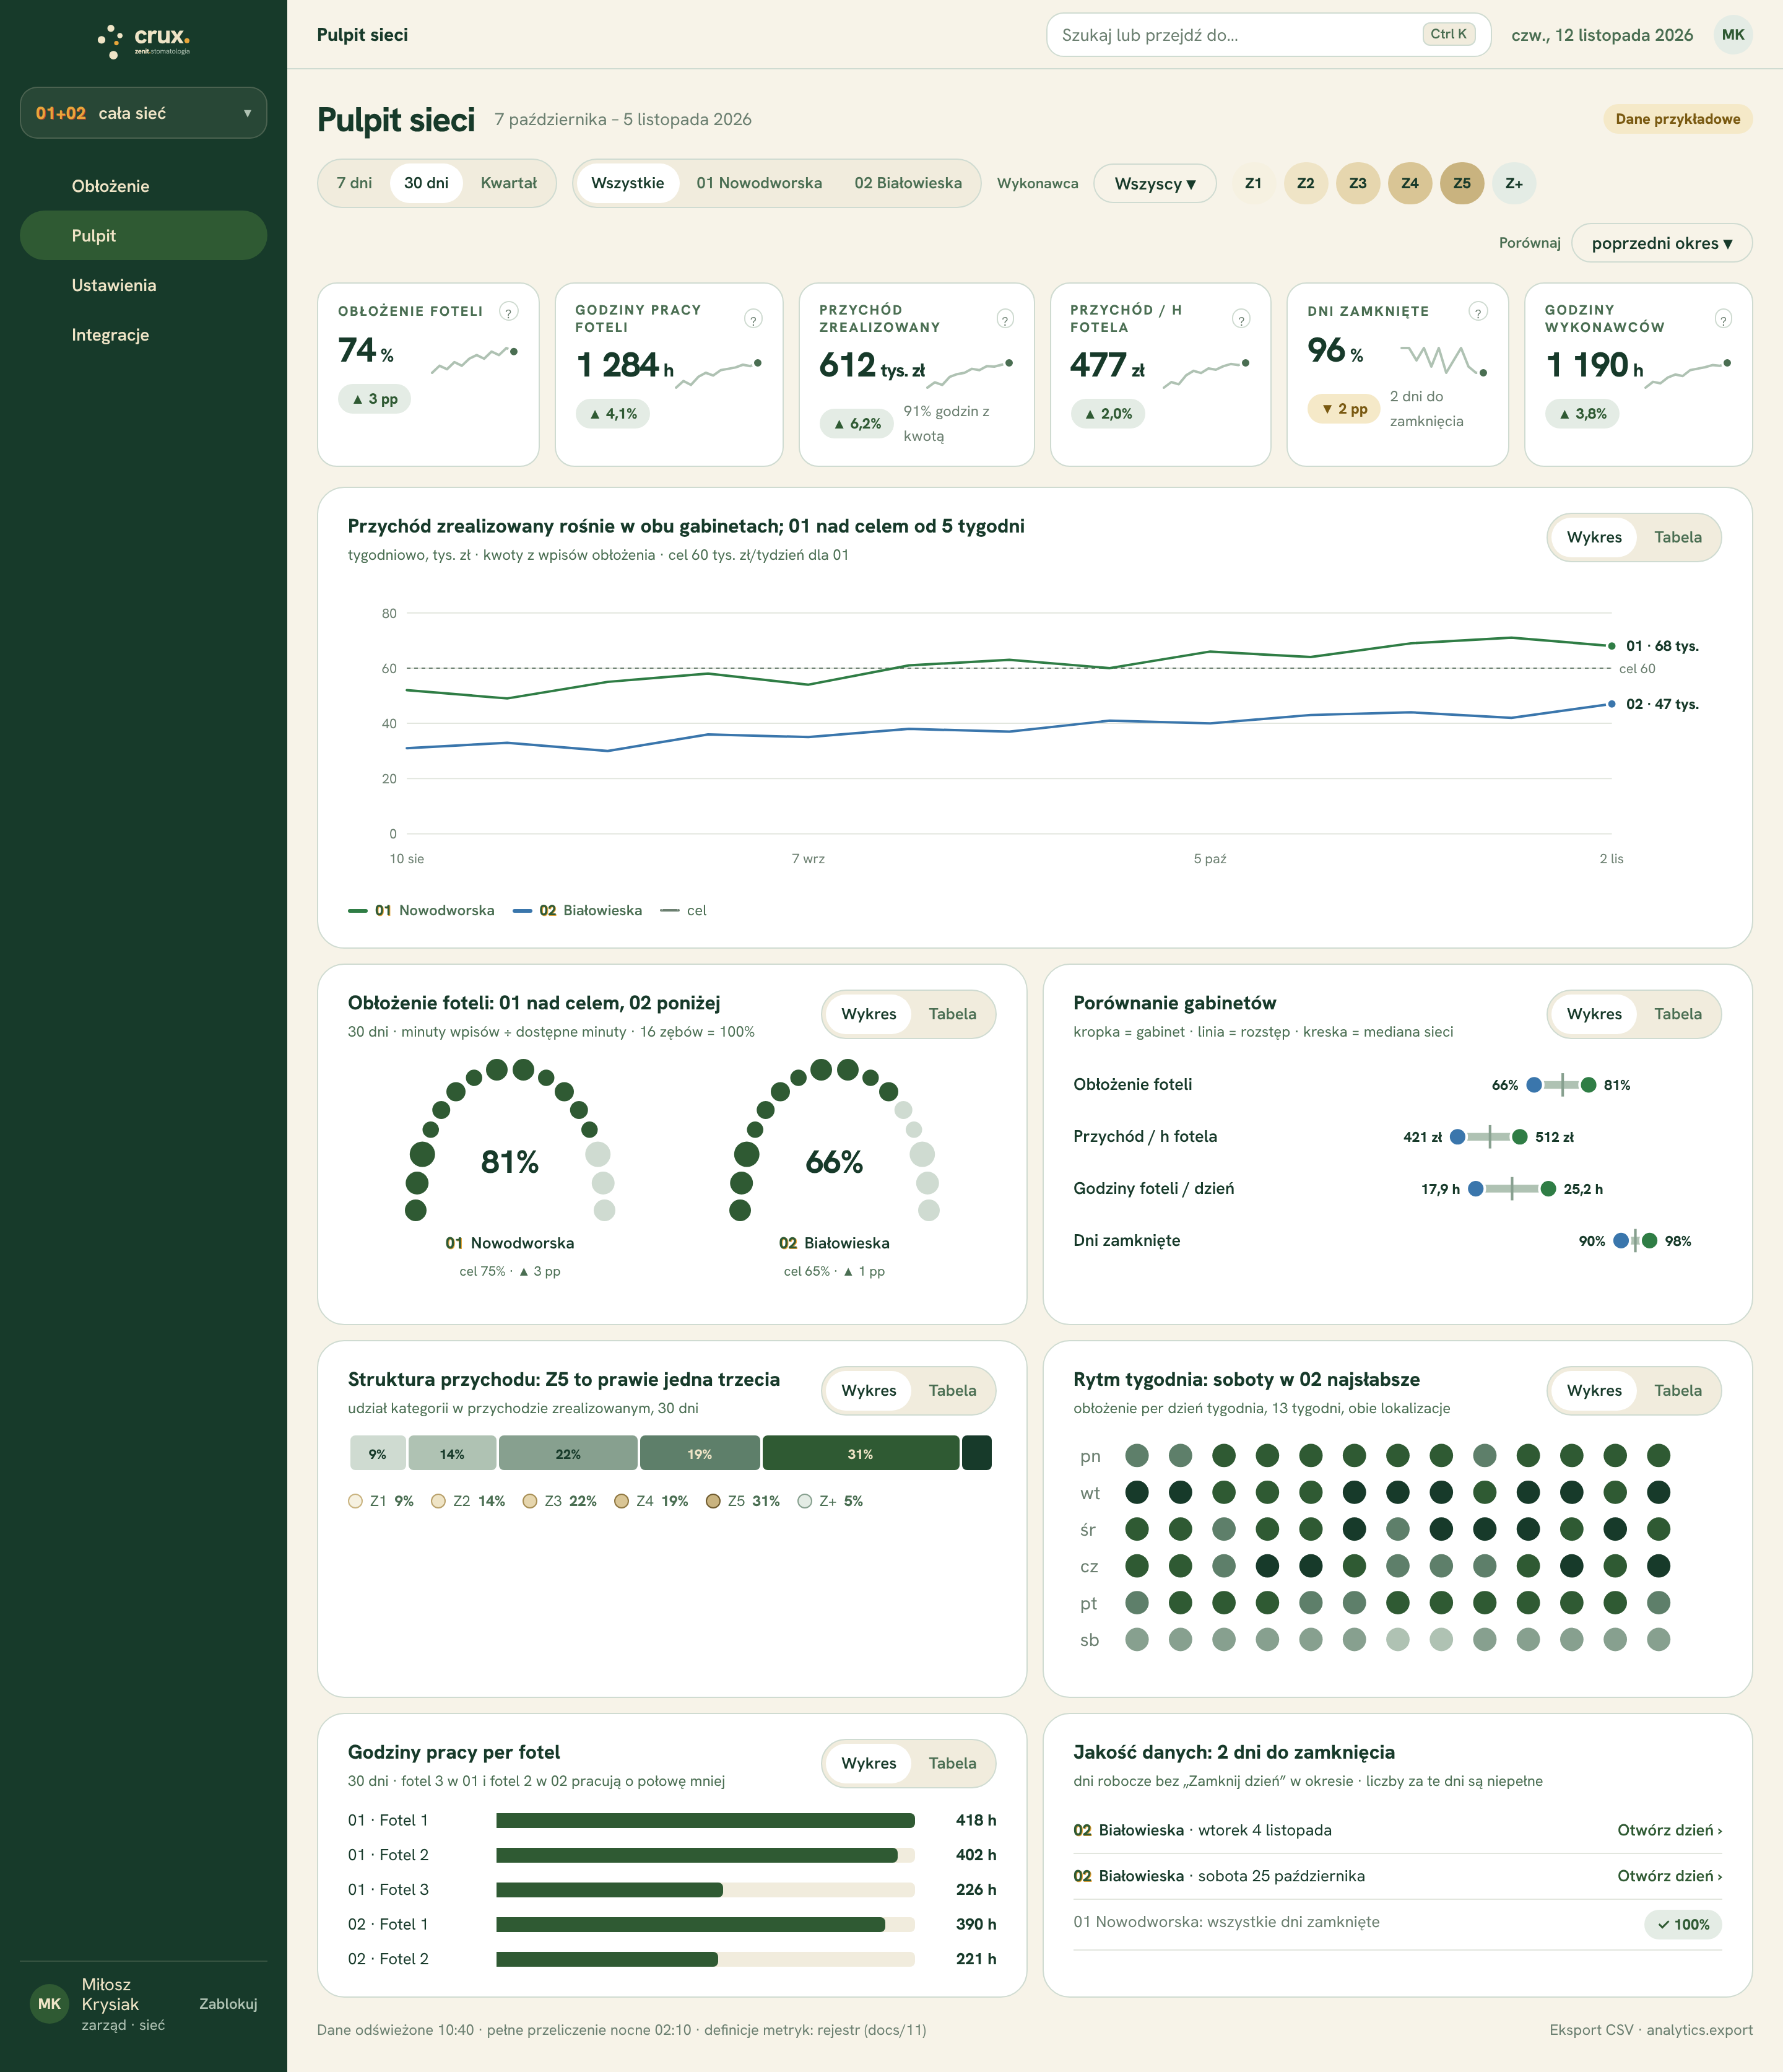 crux.
zenit.stomatologia
01+02 cała sieć ▾
Obłożenie
Pulpit
Ustawienia
Integracje
MK
Miłosz
Krysiak
zarząd · sieć
Zablokuj
Pulpit sieci
Szukaj lub przejdź do...
Ctrl K
czw., 12 listopada 2026
MK
Pulpit sieci
7 października – 5 listopada 2026
Dane przykładowe
7 dni 30 dni Kwartał
Wszystkie 01 Nowodworska 02 Białowieska
Wykonawca
Wszyscy ▾
Z1 Z2 Z3 Z4 Z5 Z+
Porównaj
poprzedni okres ▾
OBŁOŻENIE FOTELI ?
74 %
▲ 3 pp
GODZINY PRACY
FOTELI ?
1 284 h
▲ 4,1%
PRZYCHÓD
ZREALIZOWANY ?
612 tys. zł
▲ 6,2%
91% godzin z
kwotą
PRZYCHÓD / H
FOTELA ?
477 zł
▲ 2,0%
DNI ZAMKNIĘTE ?
96 %
▼ 2 pp
2 dni do
zamknięcia
GODZINY
WYKONAWCÓW ?
1 190 h
▲ 3,8%
Przychód zrealizowany rośnie w obu gabinetach; 01 nad celem od 5 tygodni
tygodniowo, tys. zł · kwoty z wpisów obłożenia · cel 60 tys. zł/tydzień dla 01
Wykres Tabela
80
60
40
20
0
01 · 68 tys.
cel 60
02 · 47 tys.
10 sie 7 wrz 5 paź 2 lis
01 Nowodworska 02 Białowieska cel
Obłożenie foteli: 01 nad celem, 02 poniżej
30 dni · minuty wpisów ÷ dostępne minuty · 16 zębów = 100%
Wykres Tabela
81%
01 Nowodworska
cel 75% · ▲ 3 pp
66%
02 Białowieska
cel 65% · ▲ 1 pp
Porównanie gabinetów
kropka = gabinet · linia = rozstęp · kreska = mediana sieci
Wykres Tabela
Obłożenie foteli 66% 81%
Przychód / h fotela 421 zł 512 zł
Godziny foteli / dzień 17,9 h 25,2 h
Dni zamknięte 90% 98%
Struktura przychodu: Z5 to prawie jedna trzecia
udział kategorii w przychodzie zrealizowanym, 30 dni
Wykres Tabela
9% 14% 22% 19% 31%
Z1 9% Z2 14% Z3 22% Z4 19% Z5 31% Z+ 5%
Rytm tygodnia: soboty w 02 najsłabsze
obłożenie per dzień tygodnia, 13 tygodni, obie lokalizacje
Wykres Tabela
pn
wt
śr
cz
pt
sb
Godziny pracy per fotel
30 dni · fotel 3 w 01 i fotel 2 w 02 pracują o połowę mniej
Wykres Tabela
01 · Fotel 1 418 h
01 · Fotel 2 402 h
01 · Fotel 3 226 h
02 · Fotel 1 390 h
02 · Fotel 2 221 h
Jakość danych: 2 dni do zamknięcia
dni robocze bez „Zamknij dzień” w okresie · liczby za te dni są niepełne
02 Białowieska · wtorek 4 listopada Otwórz dzień ›
02 Białowieska · sobota 25 października Otwórz dzień ›
01 Nowodworska: wszystkie dni zamknięte ✓ 100%
Dane odświeżone 10:40 · pełne przeliczenie nocne 02:10 · definicje metryk: rejestr (docs/11)
Eksport CSV · analytics.export